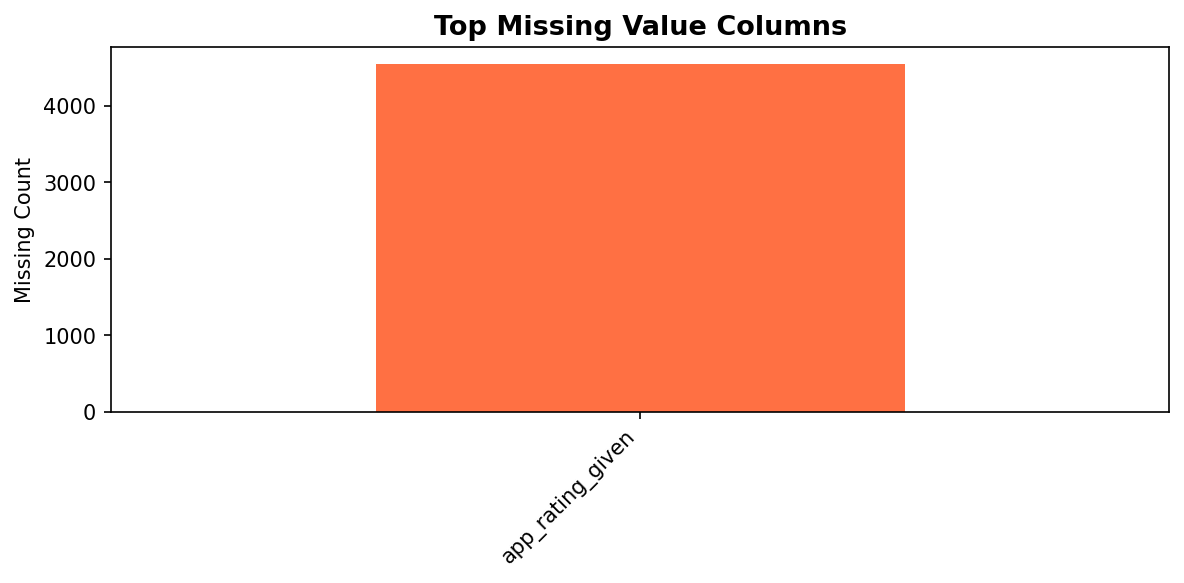 Top Missing Value Columns
Missing Count
4000
3000
2000
1000
0
app_rating_given